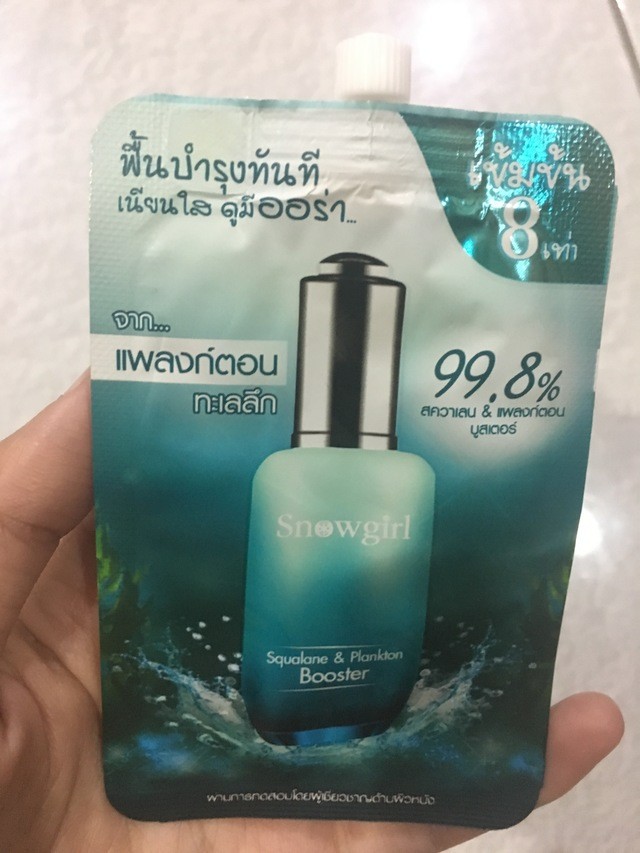 ฟื้นบำรุงทันที
เนียนใส ดูมีออร่า...
เข้มข้น
8 เท่า
จาก...
แพลงก์ตอน
ทะเลลึก
99.8%
สควาเลน & แพลงก์ตอน
บูสเตอร์
Snowgirl
Squalane & Plankton
Booster
ผ่านการทดสอบโดยผู้เชี่ยวชาญด้านผิวหนัง